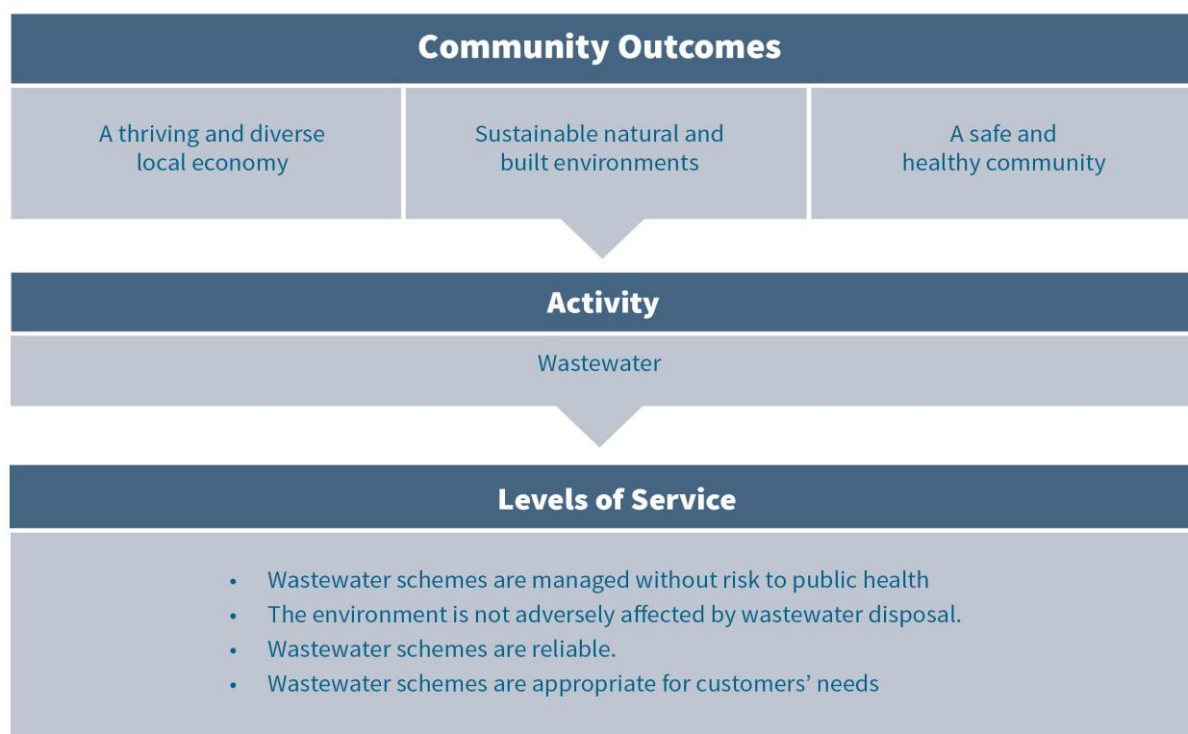 Community Outcomes
A thriving and diverse
local economy
Sustainable natural and
built environments
A safe and
healthy community
Activity
Wastewater
Levels of Service
• Wastewater schemes are managed without risk to public health
• The environment is not adversely affected by wastewater disposal.
• Wastewater schemes are reliable.
• Wastewater schemes are appropriate for customers’ needs